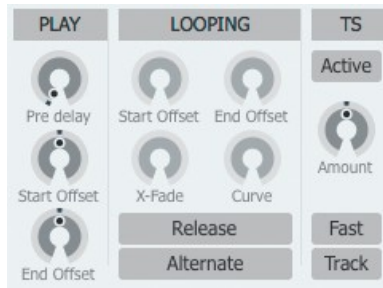 PLAY
LOOPING
TS
Active
Pre delay
Start Offset
End Offset
Amount
Start Offset
X-Fade
Curve
Release
Fast
End Offset
Alternate
Track